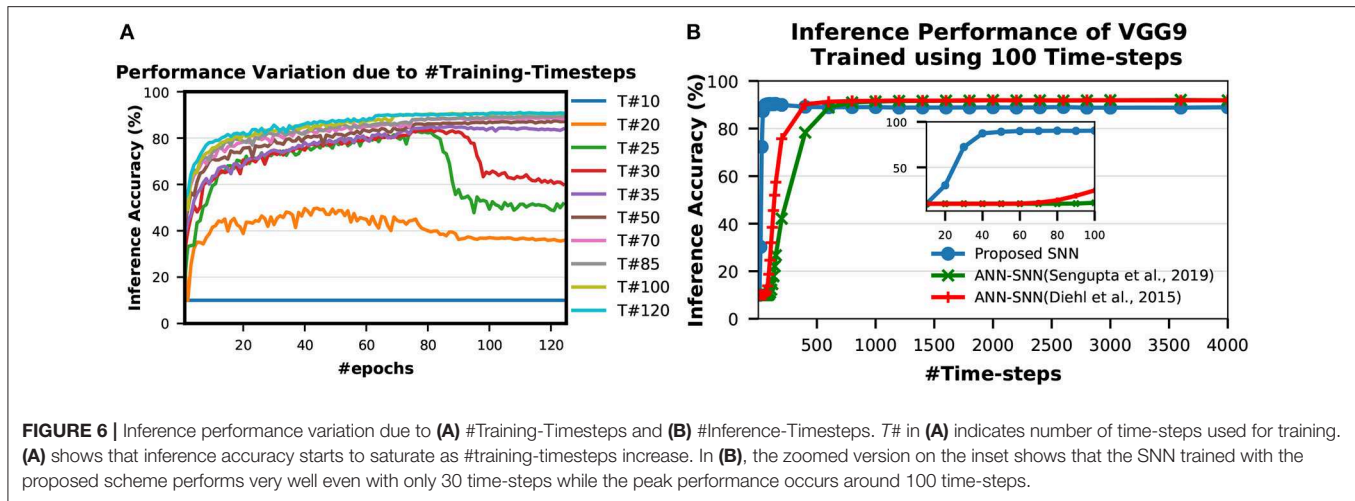 A
Performance Variation due to #Training-Timesteps
Inference Accuracy (%)
100
80
60
40
20
0
20
40
60
80
100
120
#epochs
T#10
T#20
T#25
T#30
T#35
T#50
T#70
T#85
T#100
T#120
B
Inference Performance of VGG9
Trained using 100 Time-steps
Inference Accuracy (%)
100
80
60
40
20
0
100
50
20
40
60
80
100
Proposed SNN
ANN-SNN(Sengupta et al., 2019)
ANN-SNN(Diehl et al., 2015)
500
1000
1500
2000
2500
3000
3500
4000
#Time-steps
FIGURE 6 | Inference performance variation due to (A) #Training-Timesteps and (B) #Inference-Timesteps. T# in (A) indicates number of time-steps used for training.
(A) shows that inference accuracy starts to saturate as #training-timesteps increase. In (B), the zoomed version on the inset shows that the SNN trained with the
proposed scheme performs very well even with only 30 time-steps while the peak performance occurs around 100 time-steps.